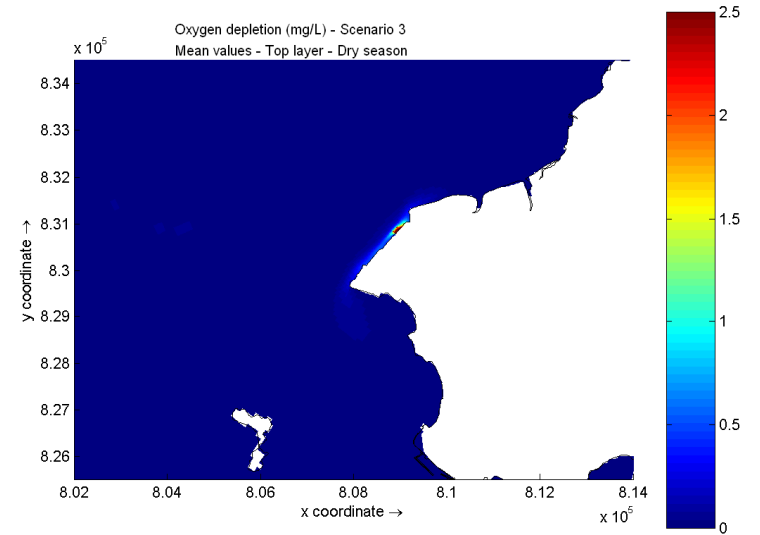 Oxygen depletion (mg/L) - Scenario 3
Mean values - Top layer - Dry season
x 10^5
8.34
8.33
8.32
8.31
8.3
8.29
8.28
8.27
8.26
y coordinate →
8.02 8.04 8.06 8.08 8.1 8.12 8.14
x coordinate →
x 10^5
2.5
2
1.5
1
0.5
0